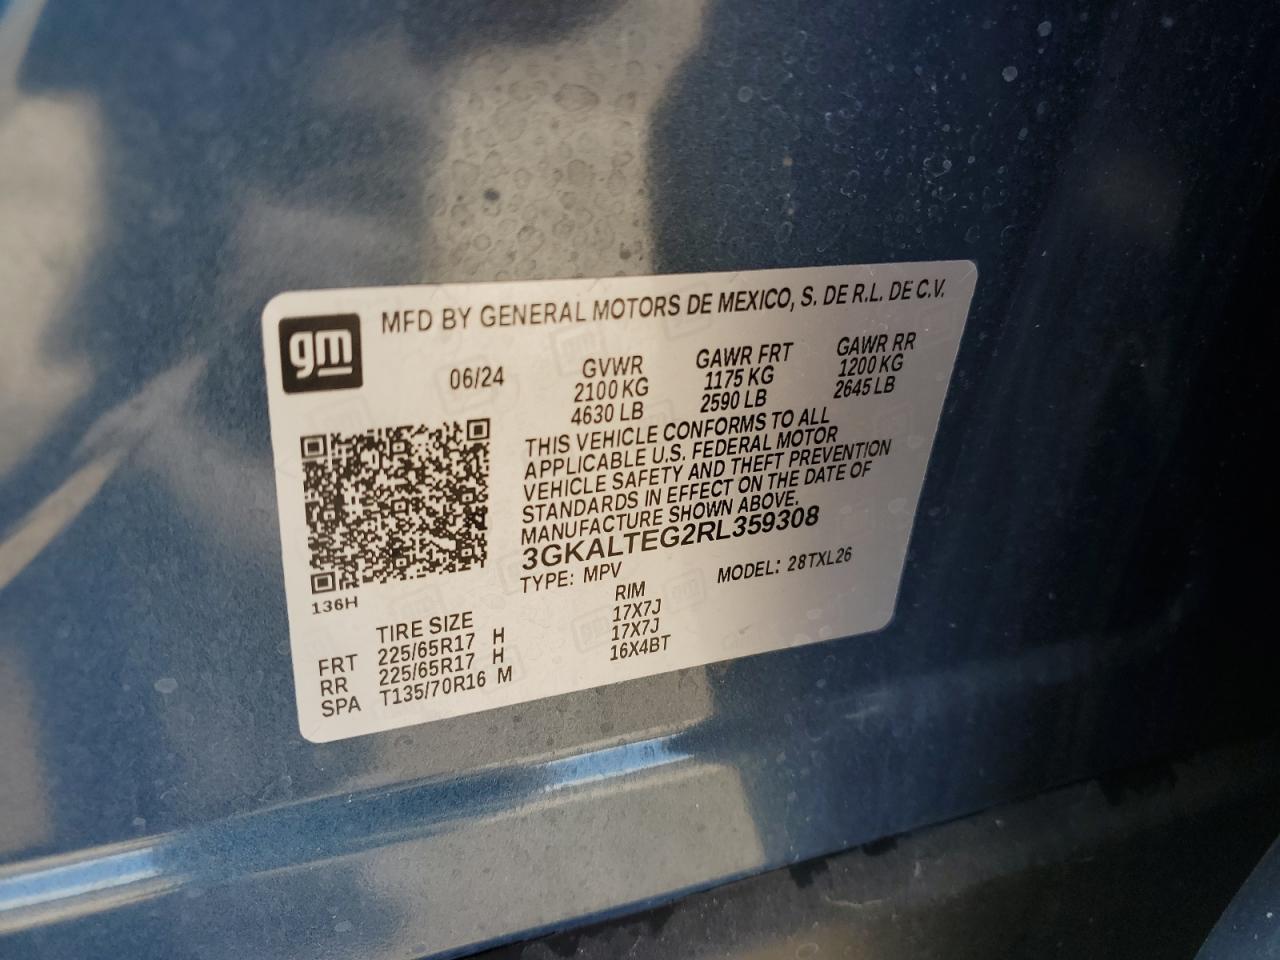 gm
MFD BY GENERAL MOTORS DE MEXICO, S. DE R.L. DE C.V.
06/24 GVWR GAWR FRT GAWR RR
2100 KG 1175 KG 1200 KG
4630 LB 2590 LB 2645 LB
THIS VEHICLE CONFORMS TO ALL
APPLICABLE U.S. FEDERAL MOTOR
VEHICLE SAFETY AND THEFT PREVENTION
STANDARDS IN EFFECT ON THE DATE OF
MANUFACTURE SHOWN ABOVE.
3GKALTEG2RL359308
TYPE: MPV MODEL: 28TXL26
136H
TIRE SIZE RIM
FRT 225/65R17 H 17X7J
RR 225/65R17 H 17X7J
SPA T135/70R16 M 16X4BT